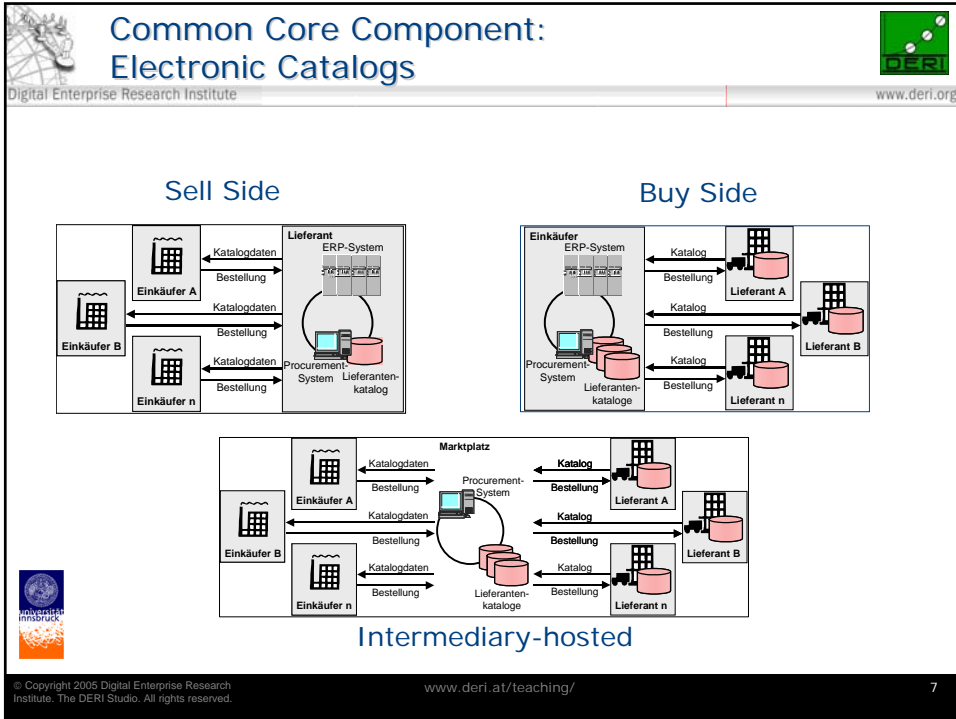 Common Core Component:
Electronic Catalogs
DERI
Digital Enterprise Research Institute
www.deri.org
Sell Side
Einkäufer A
Einkäufer B
Einkäufer n
Katalogdaten
Bestellung
Katalogdaten
Bestellung
Katalogdaten
Bestellung
Lieferant
ERP-System
Procurement-
System
Lieferanten-
katalog
Buy Side
Einkäufer
ERP-System
Procurement-
System
Lieferanten-
kataloge
Katalog
Bestellung
Katalog
Bestellung
Katalog
Bestellung
Lieferant A
Lieferant B
Lieferant n
Marktplatz
Einkäufer A
Einkäufer B
Einkäufer n
Katalogdaten
Bestellung
Katalogdaten
Bestellung
Katalogdaten
Bestellung
Procurement-
System
Lieferanten-
kataloge
Katalog
Bestellung
Katalog
Bestellung
Katalog
Bestellung
Lieferant A
Lieferant B
Lieferant n
Intermediary-hosted
universität
innsbruck
© Copyright 2005 Digital Enterprise Research
Institute. The DERI Studio. All rights reserved.
www.deri.at/teaching/
7